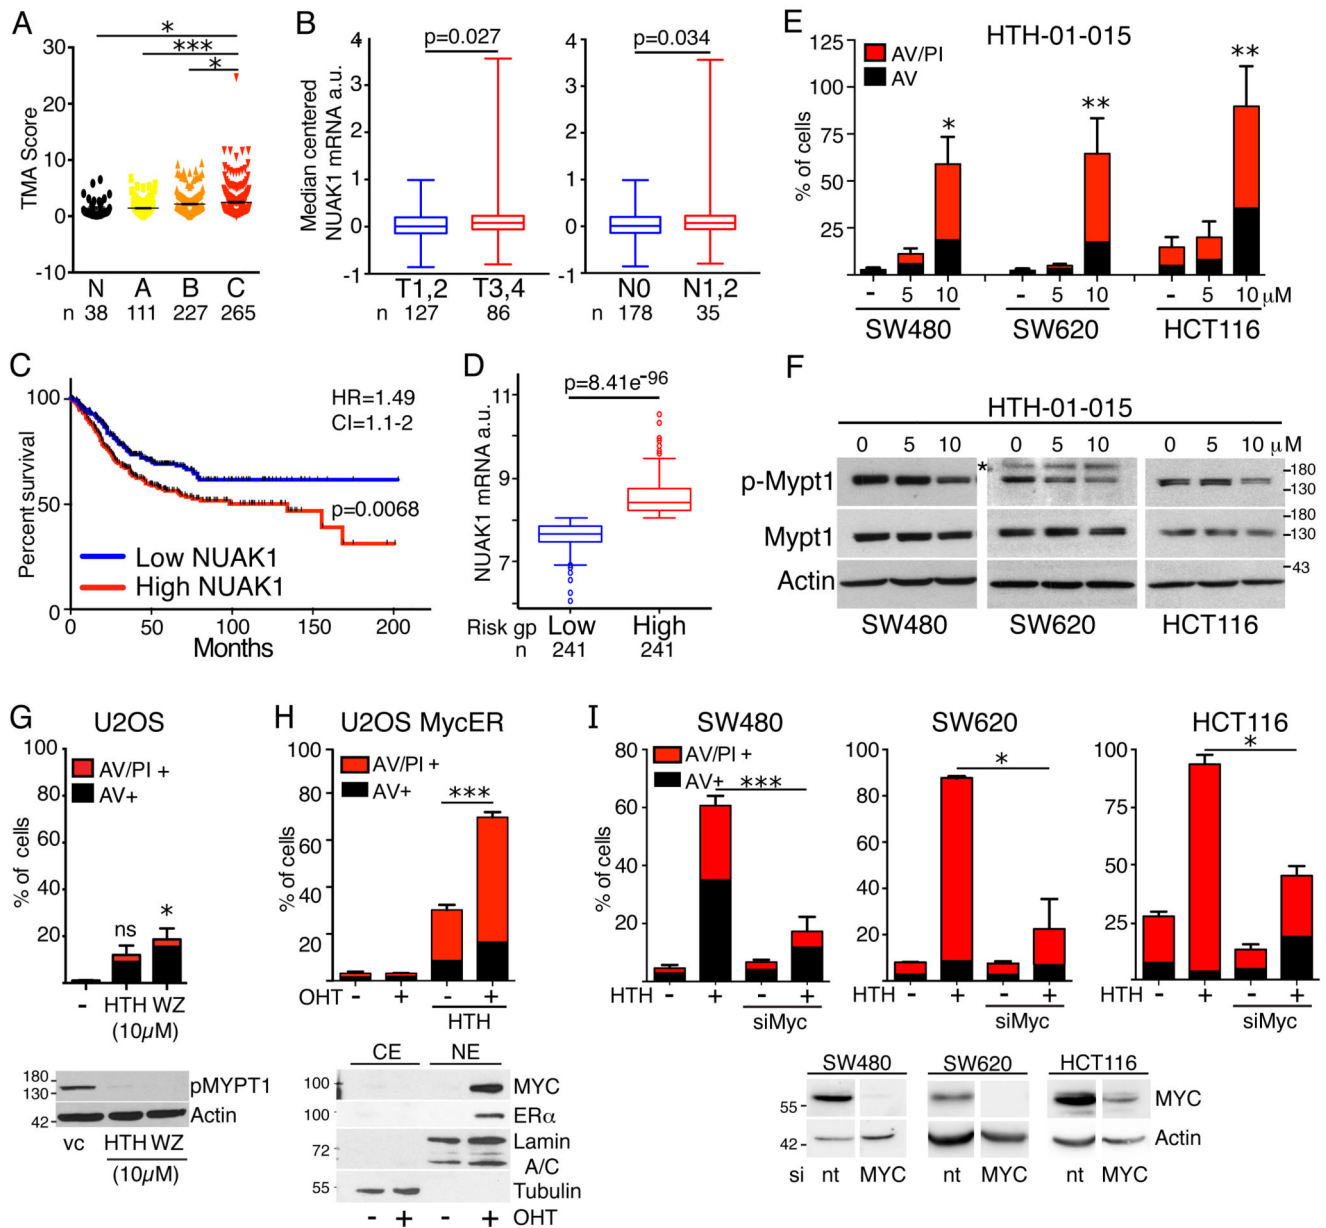 A
TMA Score
30
20
10
0
-10
*
***
*
N A B C
n 38 111 227 265
B
Median centered
NUAK1 mRNA a.u.
4
3
2
1
0
-1
p=0.027
T1,2 T3,4
n 127 86
4
3
2
1
0
-1
p=0.034
N0 N1,2
n 178 35
C
Percent survival
100
50
0
HR=1.49
CI=1.1-2
p=0.0068
Low NUAK1
High NUAK1
0 50 100 150 200
Months
D
NUAK1 mRNA a.u.
11
9
7
p=8.41e-96
Risk gp Low High
n 241 241
E
HTH-01-015
% of cells
125
100
75
50
25
AV/PI
AV
* ** **
- 5 10 - 5 10 - 5 10 μM
SW480 SW620 HCT116
F
HTH-01-015
0 5 10 0 5 10 0 5 10 μM
p-Mypt1 * -180
-130
Mypt1 -180
-130
Actin -43
SW480 SW620 HCT116
G
U2OS
% of cells
100
80
60
40
20
AV/PI +
AV+
ns *
- HTH WZ
(10μM)
180
130
pMYPT1
42
Actin
vc HTH WZ
(10μM)
H
U2OS MycER
% of cells
100
80
60
40
20
AV/PI +
AV+
***
OHT - + - +
HTH
CE NE
100 MYC
100 ERα
72 Lamin
A/C
55 Tubulin
- + - + OHT
I
SW480
% of cells
80
60
40
20
AV/PI +
AV+
***
HTH - + - +
siMyc
SW620
100
80
60
40
20
*
HTH - + - +
siMyc
HCT116
100
75
50
25
*
HTH - + - +
siMyc
SW480 SW620 HCT116
55 MYC
42 Actin
si nt MYC nt MYC nt MYC